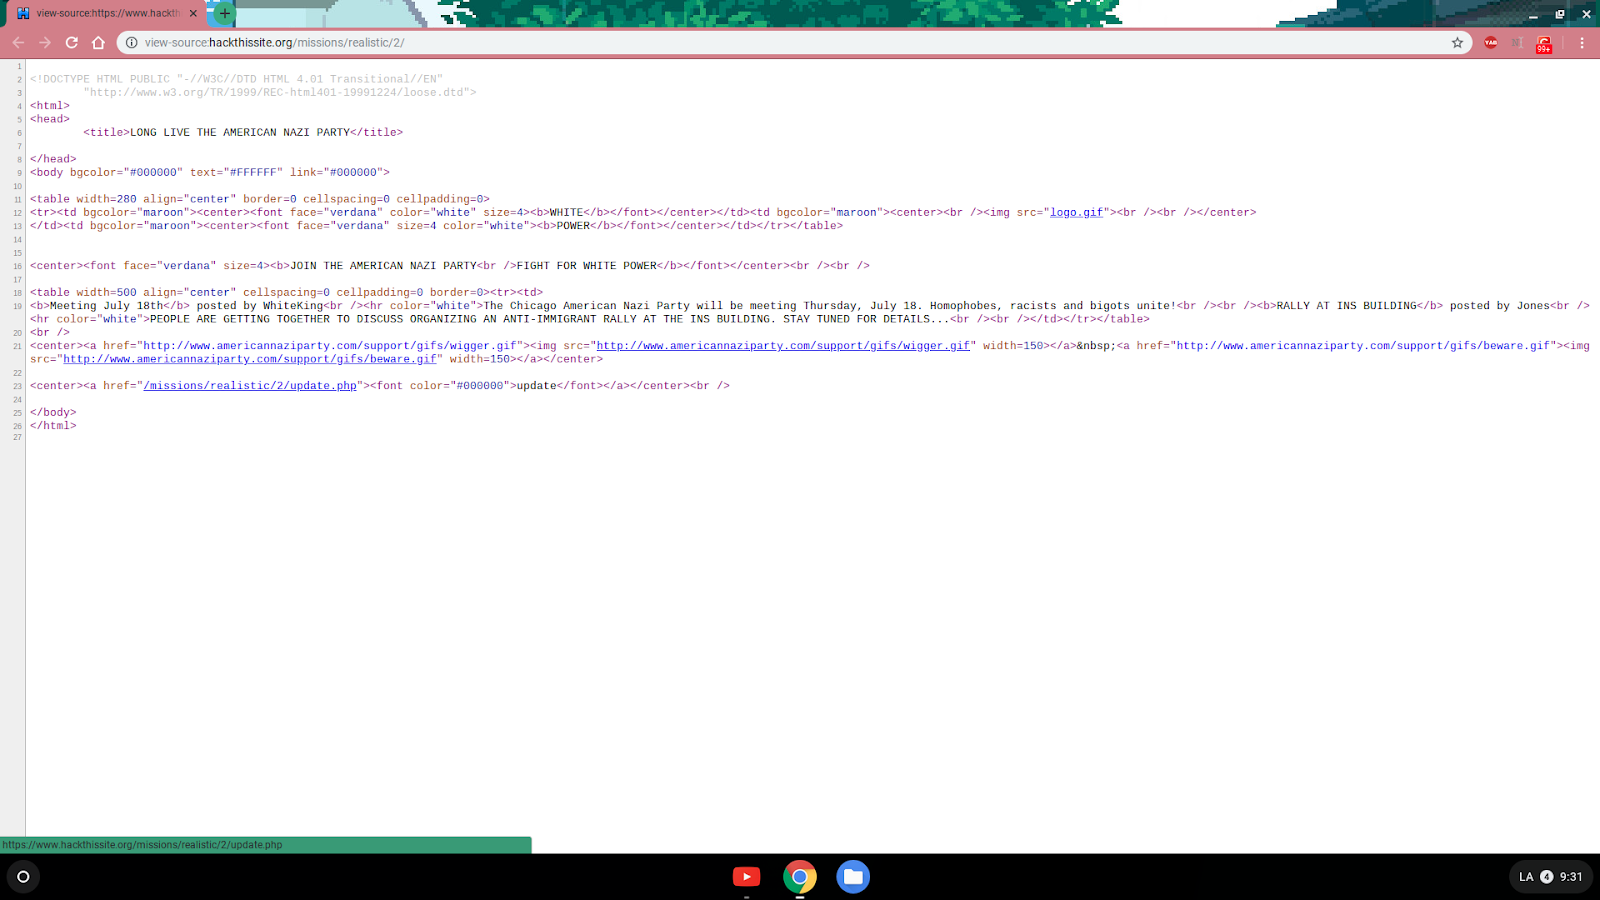 view-source:https://www.hackth
view-source:hackthissite.org/missions/realistic/2/
YAB
99+
1
2 <!DOCTYPE HTML PUBLIC "-//W3C//DTD HTML 4.01 Transitional//EN"
3 "http://www.w3.org/TR/1999/REC-html401-19991224/loose.dtd">
4 <html>
5 <head>
6 <title>LONG LIVE THE AMERICAN NAZI PARTY</title>
7
8 </head>
9 <body bgcolor="#000000" text="#FFFFFF" link="#000000">
10
11 <table width=280 align="center" border=0 cellspacing=0 cellpadding=0>
12 <tr><td bgcolor="maroon"><center><font face="verdana" color="white" size=4><b>WHITE</b></font></center></td><td bgcolor="maroon"><center><br /><img src="logo.gif"><br /><br /></center>
13 </td><td bgcolor="maroon"><center><font face="verdana" size=4 color="white"><b>POWER</b></font></center></td></tr></table>
14
15
16 <center><font face="verdana" size=4><b>JOIN THE AMERICAN NAZI PARTY<br />FIGHT FOR WHITE POWER</b></font></center><br /><br />
17
18 <table width=500 align="center" cellspacing=0 cellpadding=0 border=0><tr><td>
19 <b>Meeting July 18th</b> posted by WhiteKing<br /><hr color="white">The Chicago American Nazi Party will be meeting Thursday, July 18. Homophobes, racists and bigots unite!<br /><br /><b>RALLY AT INS BUILDING</b> posted by Jones<br />
<hr color="white">PEOPLE ARE GETTING TOGETHER TO DISCUSS ORGANIZING AN ANTI-IMMIGRANT RALLY AT THE INS BUILDING. STAY TUNED FOR DETAILS...<br /><br /></td></tr></table>
20 <br />
21 <center><a href="http://www.americannaziparty.com/support/gifs/wigger.gif"><img src="http://www.americannaziparty.com/support/gifs/wigger.gif" width=150></a>&nbsp;<a href="http://www.americannaziparty.com/support/gifs/beware.gif"><img
src="http://www.americannaziparty.com/support/gifs/beware.gif" width=150></a></center>
22
23 <center><a href="/missions/realistic/2/update.php"><font color="#000000">update</font></a></center><br />
24
25 </body>
26 </html>
27
https://www.hackthissite.org/missions/realistic/2/update.php
LA 4 9:31